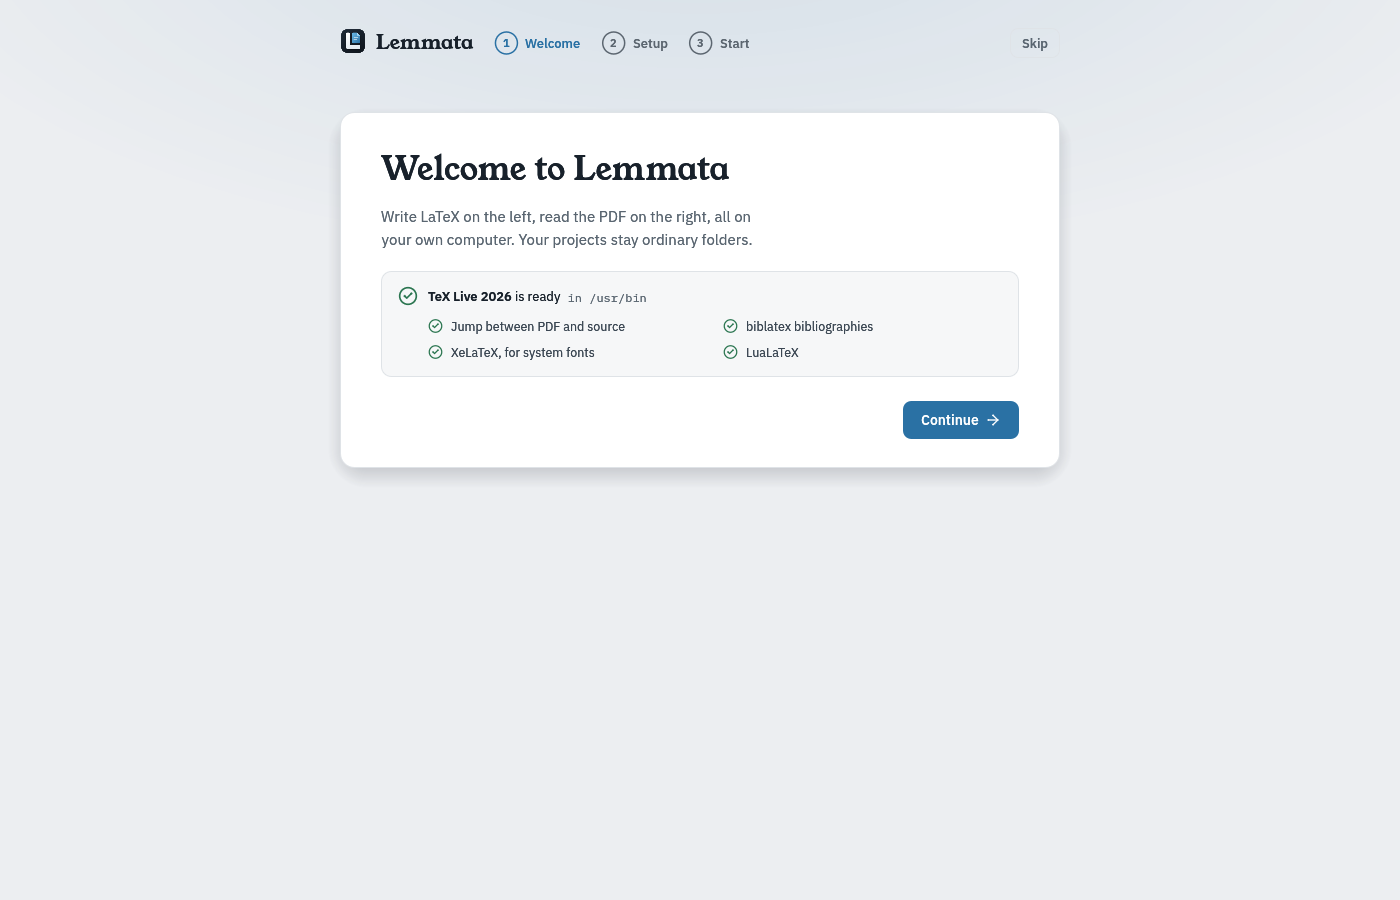 Lemmata
1 Welcome
2 Setup
3 Start
Skip
Welcome to Lemmata
Write LaTeX on the left, read the PDF on the right, all on
your own computer. Your projects stay ordinary folders.
TeX Live 2026 is ready in /usr/bin
Jump between PDF and source
biblatex bibliographies
XeLaTeX, for system fonts
LuaLaTeX
Continue